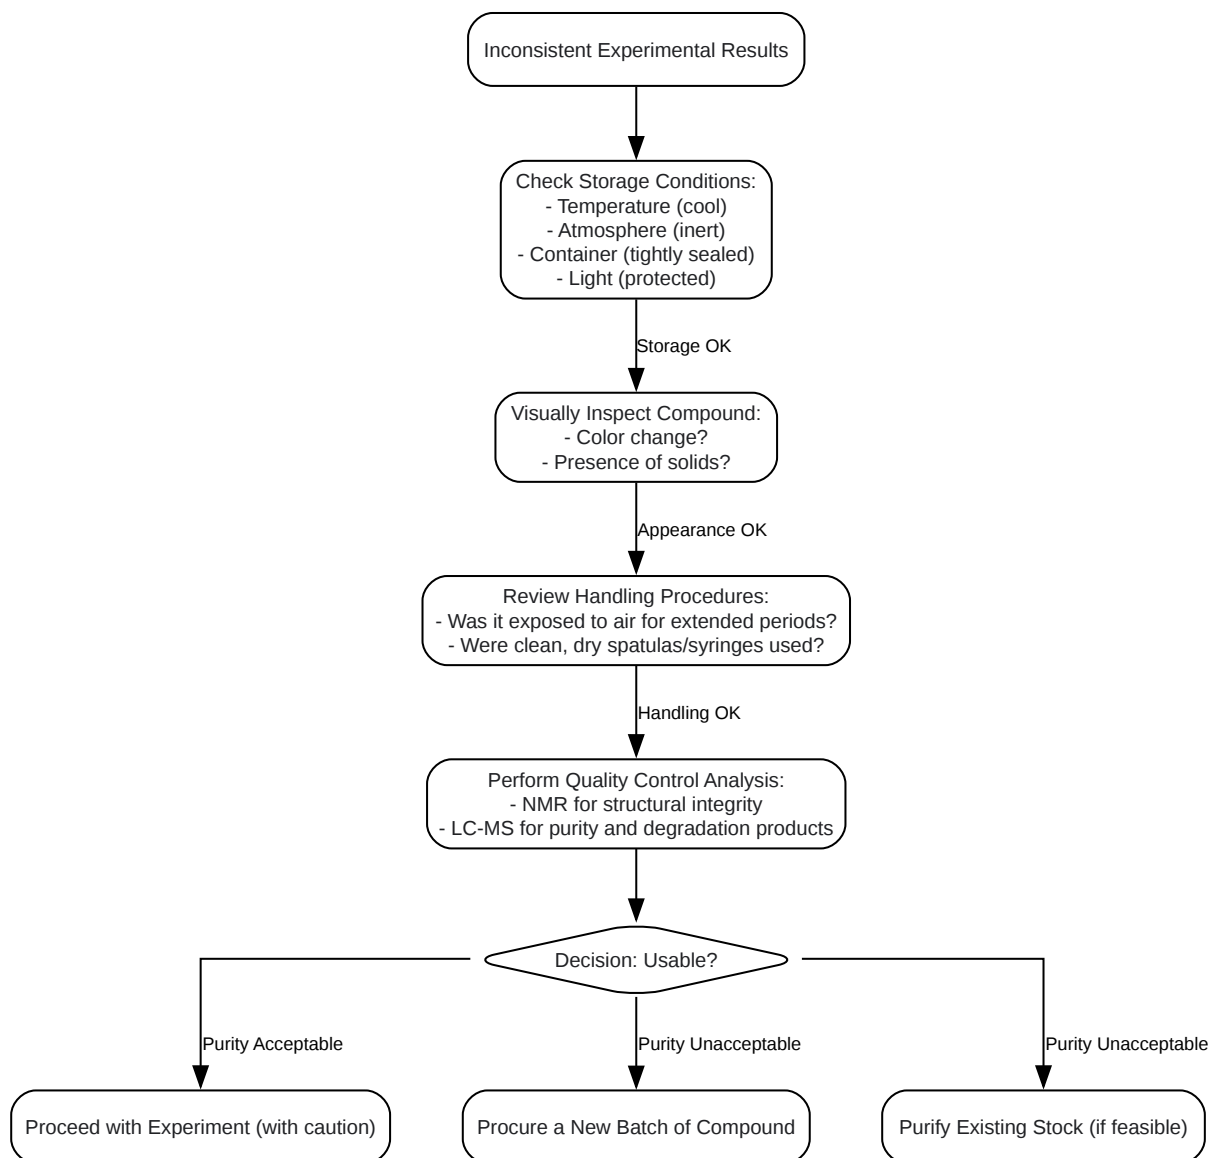 Inconsistent Experimental Results
Check Storage Conditions:
- Temperature (cool)
- Atmosphere (inert)
- Container (tightly sealed)
- Light (protected)
Storage OK
Visually Inspect Compound:
- Color change?
- Presence of solids?
Appearance OK
Review Handling Procedures:
- Was it exposed to air for extended periods?
- Were clean, dry spatulas/syringes used?
Handling OK
Perform Quality Control Analysis:
- NMR for structural integrity
- LC-MS for purity and degradation products
Decision: Usable?
Purity Acceptable
Purity Unacceptable
Purity Unacceptable
Proceed with Experiment (with caution)
Procure a New Batch of Compound
Purify Existing Stock (if feasible)